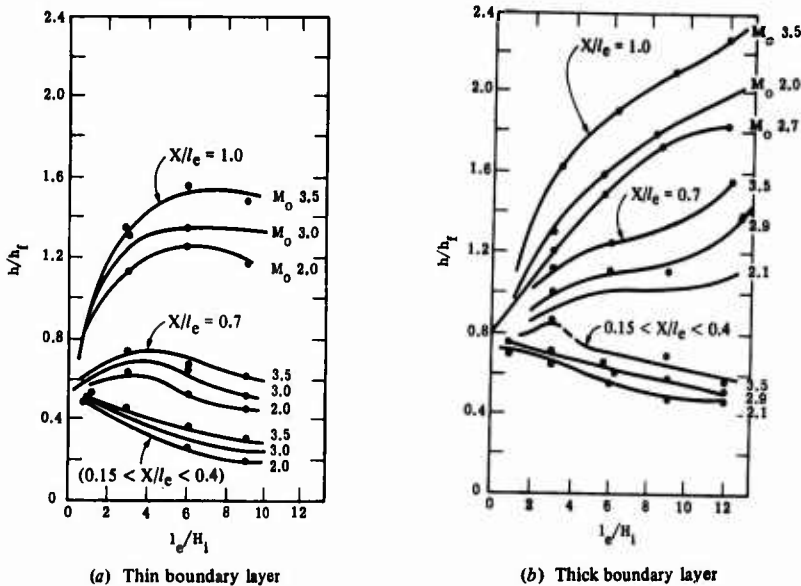 2.4
2.0
1.6
1.2
0.8
0.4
0
h/h_f
X/l_e = 1.0
M_o 3.5
M_o 3.0
M_o 2.0
X/l_e = 0.7
3.5
3.0
2.0
3.5
3.0
2.0
(0.15 < X/l_e < 0.4)
0 2 4 6 8 10 12
l_e/H_i
(a) Thin boundary layer
2.4
2.0
1.6
1.2
0.8
0.4
0
h/h_f
X/l_e = 1.0
M_o 3.5
M_o 2.0
M_o 2.7
X/l_e = 0.7
3.5
2.9
2.1
0.15 < X/l_e < 0.4
3.5
2.9
2.1
0 2 4 6 8 10 12
l_e/H_i
(b) Thick boundary layer